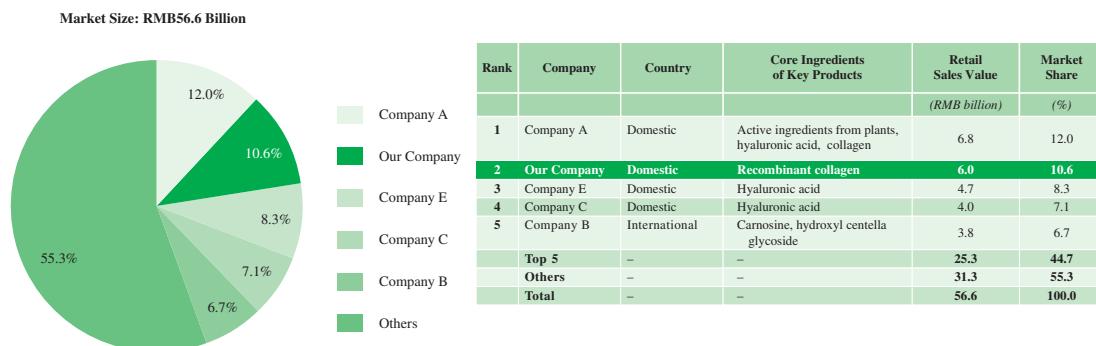 Market Size: RMB56.6 Billion
12.0%
10.6%
8.3%
7.1%
6.7%
55.3%
Company A
Our Company
Company E
Company C
Company B
Others
Rank Company Country Core Ingredients of Key Products Retail Sales Value Market Share
(RMB billion) (%)
1 Company A Domestic Active ingredients from plants, hyaluronic acid, collagen 6.8 12.0
2 Our Company Domestic Recombinant collagen 6.0 10.6
3 Company E Domestic Hyaluronic acid 4.7 8.3
4 Company C Domestic Hyaluronic acid 4.0 7.1
5 Company B International Carnosine, hydroxyl centella glycoside 3.8 6.7
Top 5 – – 25.3 44.7
Others – – 31.3 55.3
Total – – 56.6 100.0